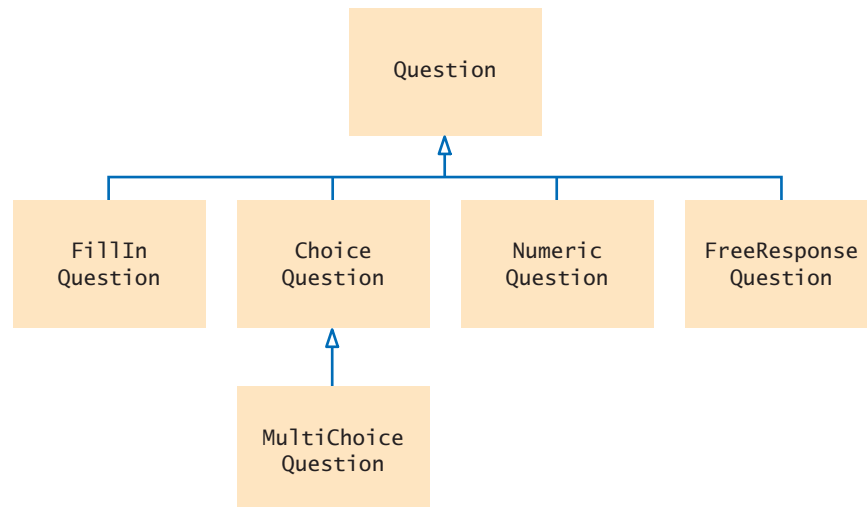 Question
FillIn
Question
Choice
Question
Numeric
Question
FreeResponse
Question
MultiChoice
Question